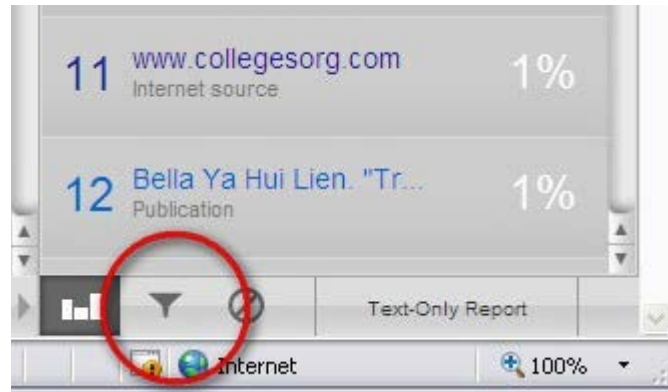 11 www.collegesorg.com 1%
Internet source
12 Bella Ya Hui Lien. "Tr... 1%
Publication
Text-Only Report
Internet 100%